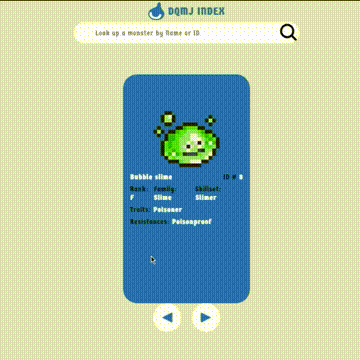 DQMJ INDEX
Look up a monster by Name or ID
Bubble slime ID # 8
Rank: Family: Skillset:
F Slime Slimer
Traits: Poisoner
Resistances: Poisonproof